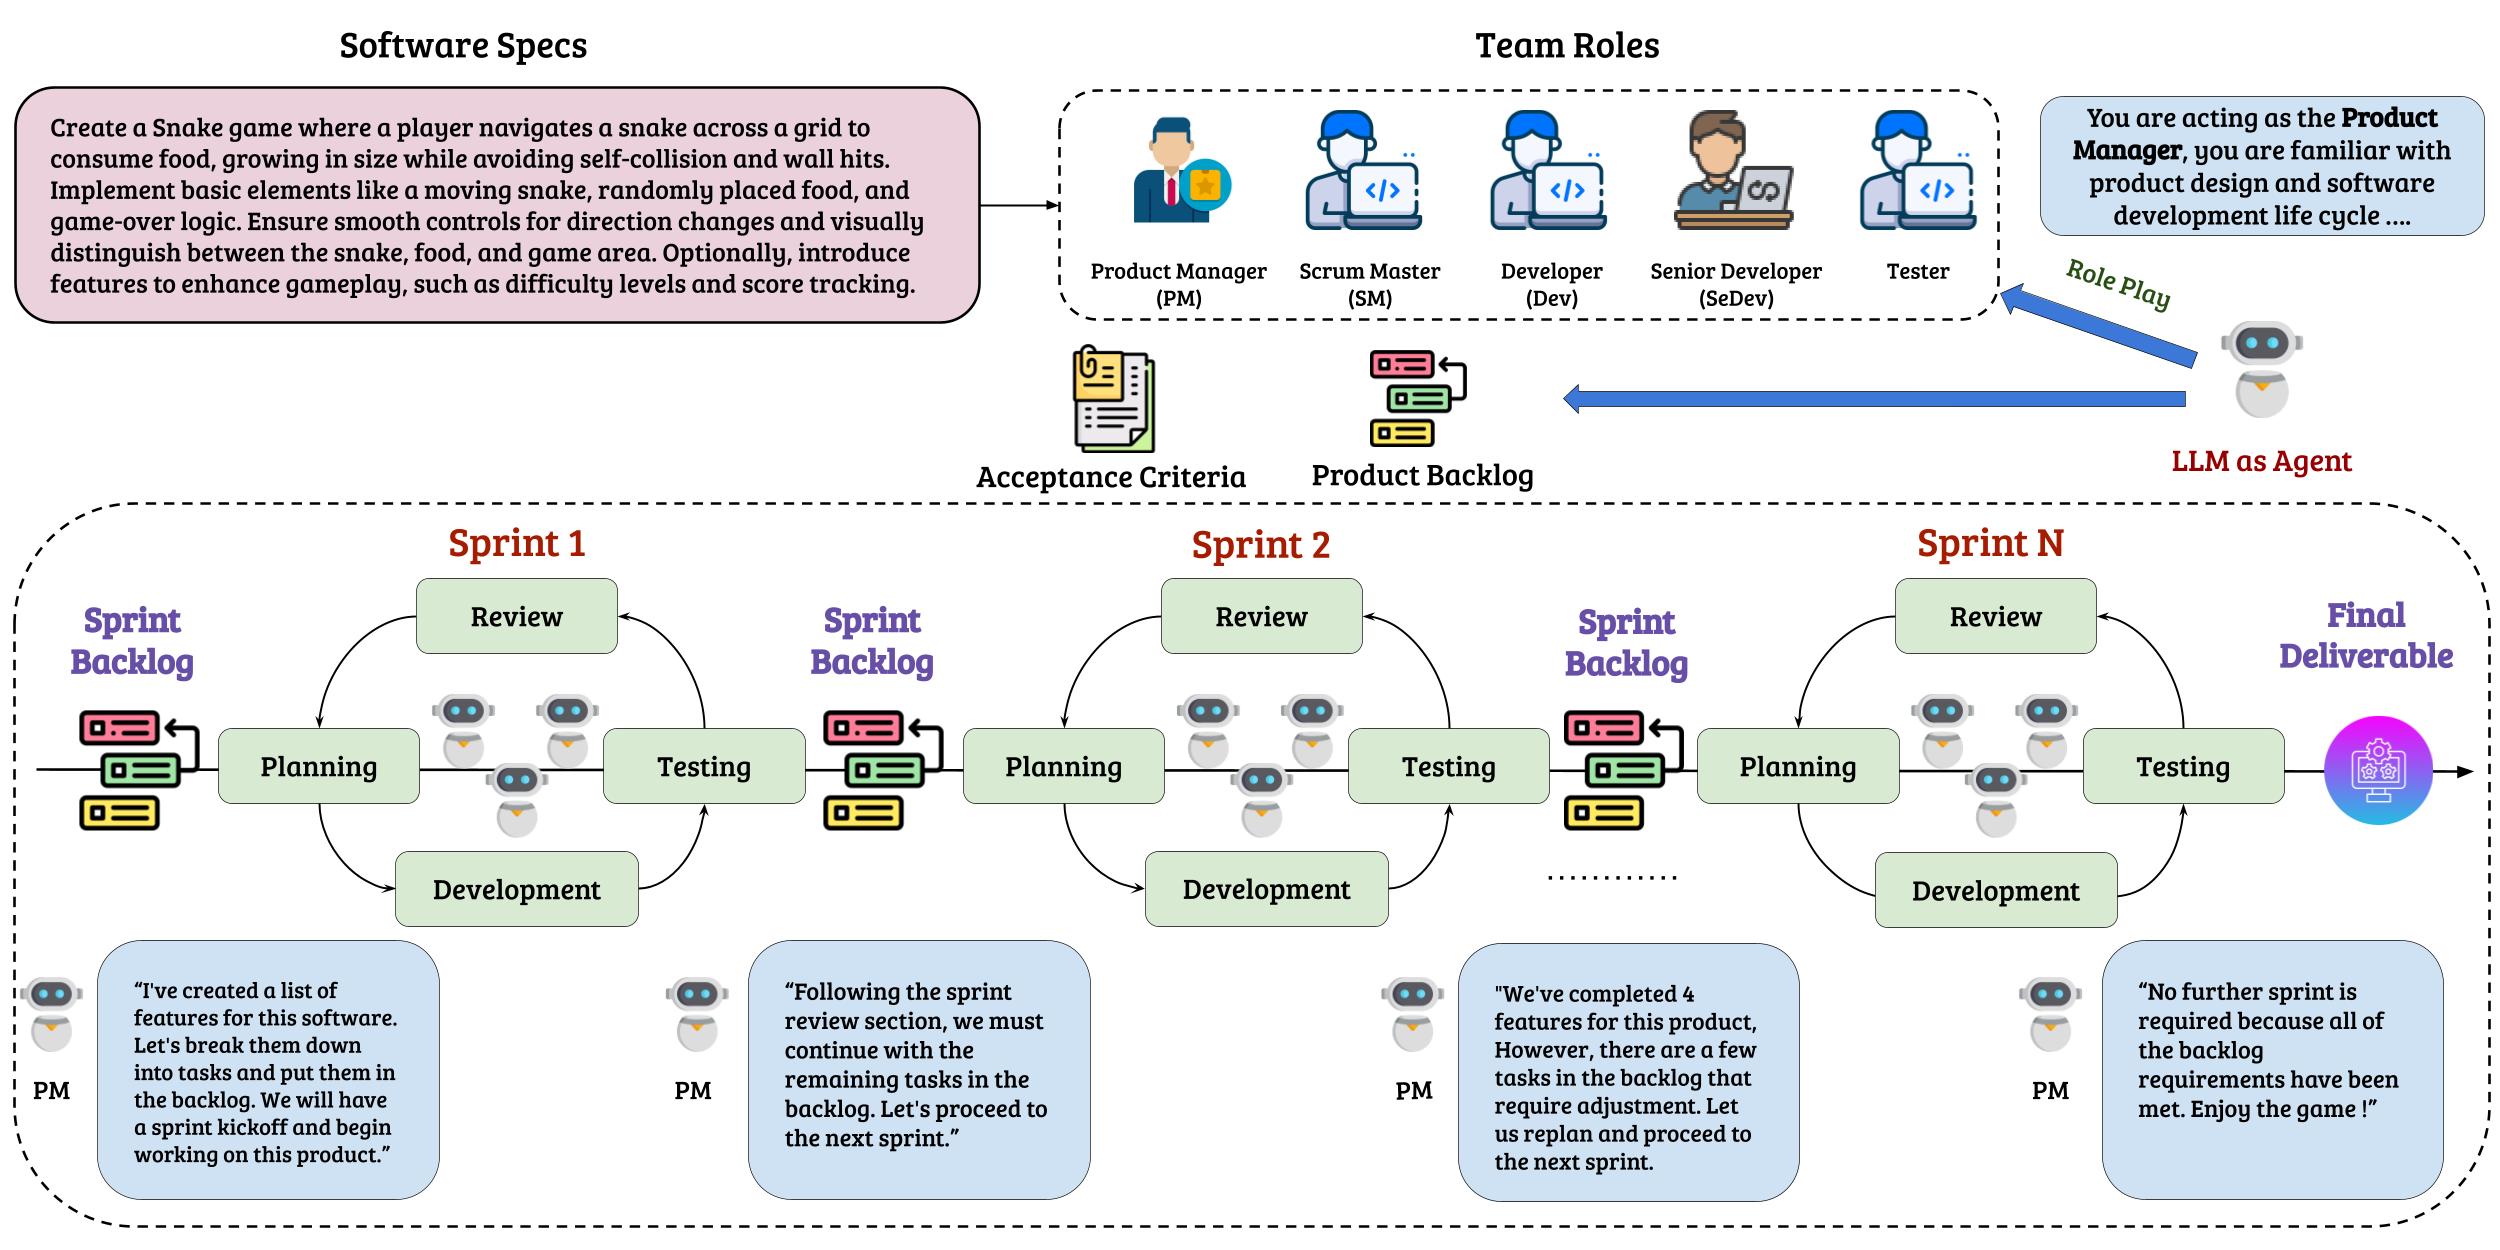 Software Specs
Team Roles
Create a Snake game where a player navigates a snake across a grid to
consume food, growing in size while avoiding self-collision and wall hits.
Implement basic elements like a moving snake, randomly placed food, and
game-over logic. Ensure smooth controls for direction changes and visually
distinguish between the snake, food, and game area. Optionally, introduce
features to enhance gameplay, such as difficulty levels and score tracking.
Product Manager
(PM)
Scrum Master
(SM)
Developer
(Dev)
Senior Developer
(SeDev)
Tester
You are acting as the Product
Manager, you are familiar with
product design and software
development life cycle ....
Role Play
LLM as Agent
Acceptance Criteria
Product Backlog
Sprint 1
Sprint 2
Sprint N
Sprint
Backlog
Review
Planning
Testing
Development
Sprint
Backlog
Review
Planning
Testing
Development
Sprint
Backlog
Review
Planning
Testing
Development
Final
Deliverable
..............
PM
“I've created a list of
features for this software.
Let's break them down
into tasks and put them in
the backlog. We will have
a sprint kickoff and begin
working on this product.”
PM
“Following the sprint
review section, we must
continue with the
remaining tasks in the
backlog. Let's proceed to
the next sprint.”
PM
"We've completed 4
features for this product,
However, there are a few
tasks in the backlog that
require adjustment. Let
us replan and proceed to
the next sprint.
PM
“No further sprint is
required because all of
the backlog
requirements have been
met. Enjoy the game !”